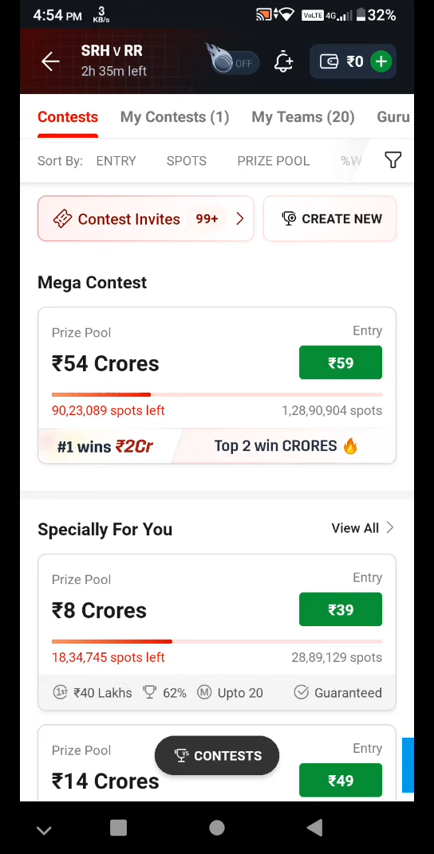 4:54 PM 3 KB/s VoLTE 4G 32%
SRH v RR
2h 35m left
OFF
₹0
Contests My Contests (1) My Teams (20) Guru
Sort By: ENTRY SPOTS PRIZE POOL %W
Contest Invites 99+
CREATE NEW
Mega Contest
Prize Pool Entry
₹54 Crores ₹59
90,23,089 spots left 1,28,90,904 spots
#1 wins ₹2Cr Top 2 win CRORES 🔥
Specially For You View All
Prize Pool Entry
₹8 Crores ₹39
18,34,745 spots left 28,89,129 spots
1ST ₹40 Lakhs 62% M Upto 20 Guaranteed
Prize Pool Entry
VS CONTESTS
₹14 Crores ₹49